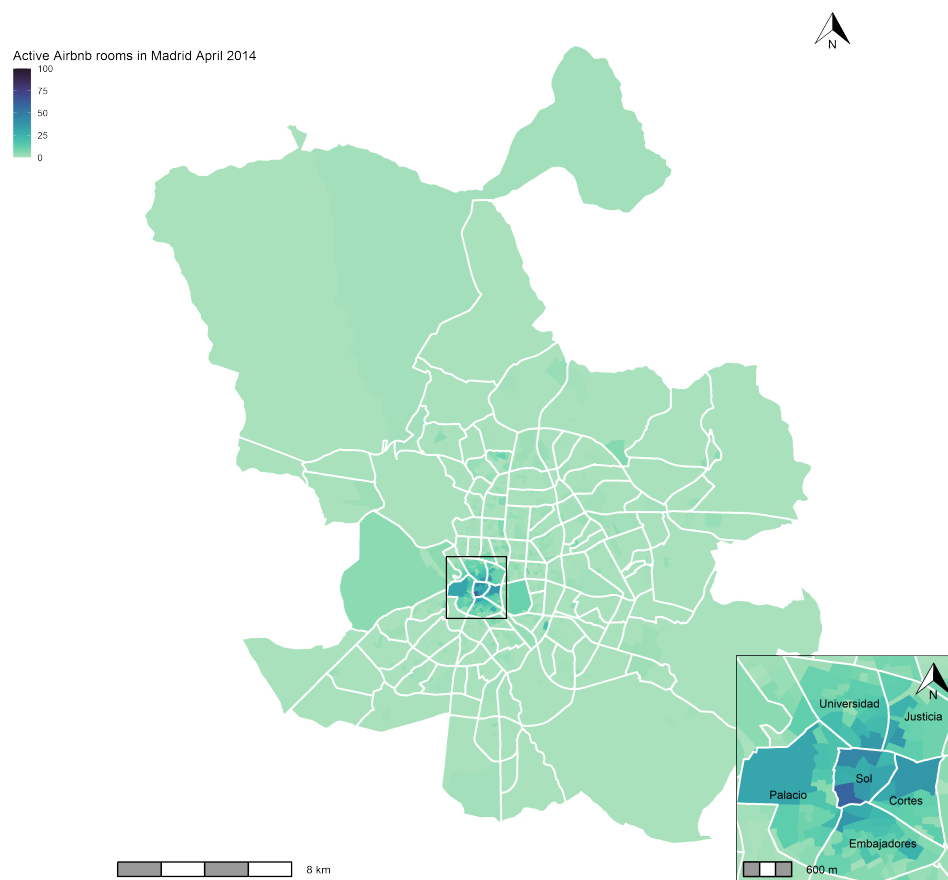 N
Active Airbnb rooms in Madrid April 2014
100
75
50
25
0
N
Universidad
Justicia
Sol
Palacio
Cortes
Embajadores
8 km
600 m